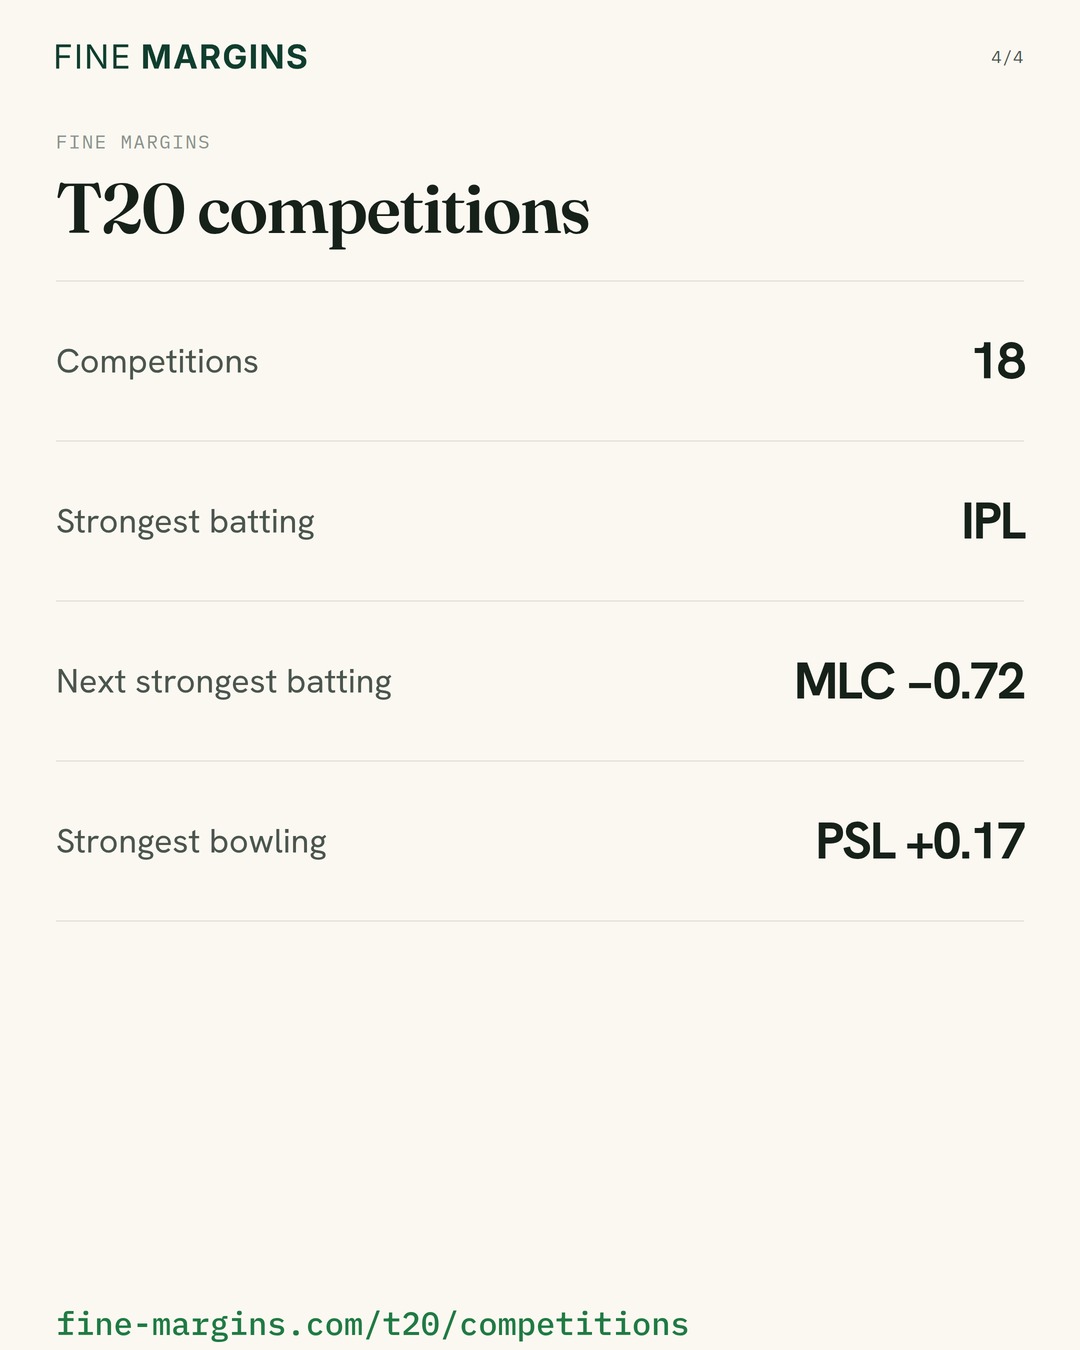 FINE MARGINS
4/4
FINE MARGINS
T20 competitions
Competitions
18
Strongest batting
IPL
Next strongest batting
MLC −0.72
Strongest bowling
PSL +0.17
fine-margins.com/t20/competitions